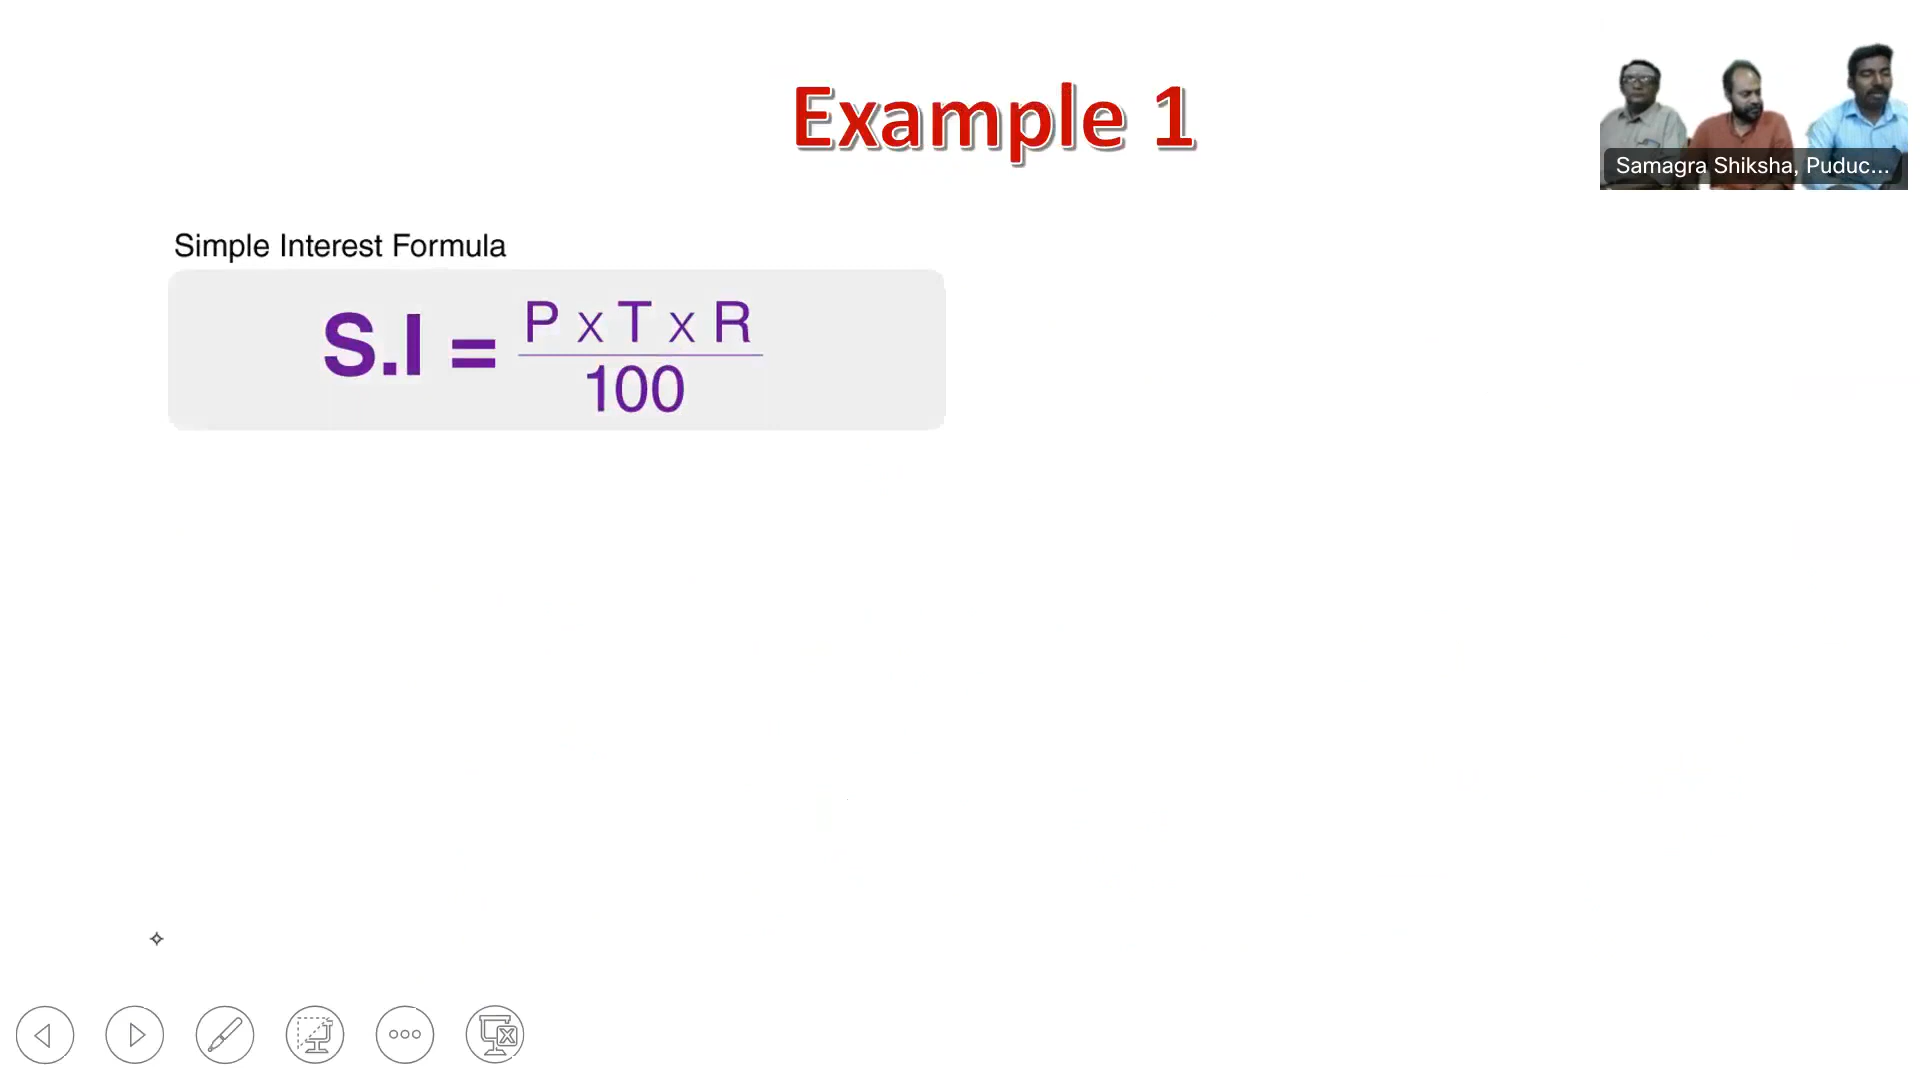 Example 1
Samagra Shiksha, Puduc...
Simple Interest Formula
S.I = P x T x R
100